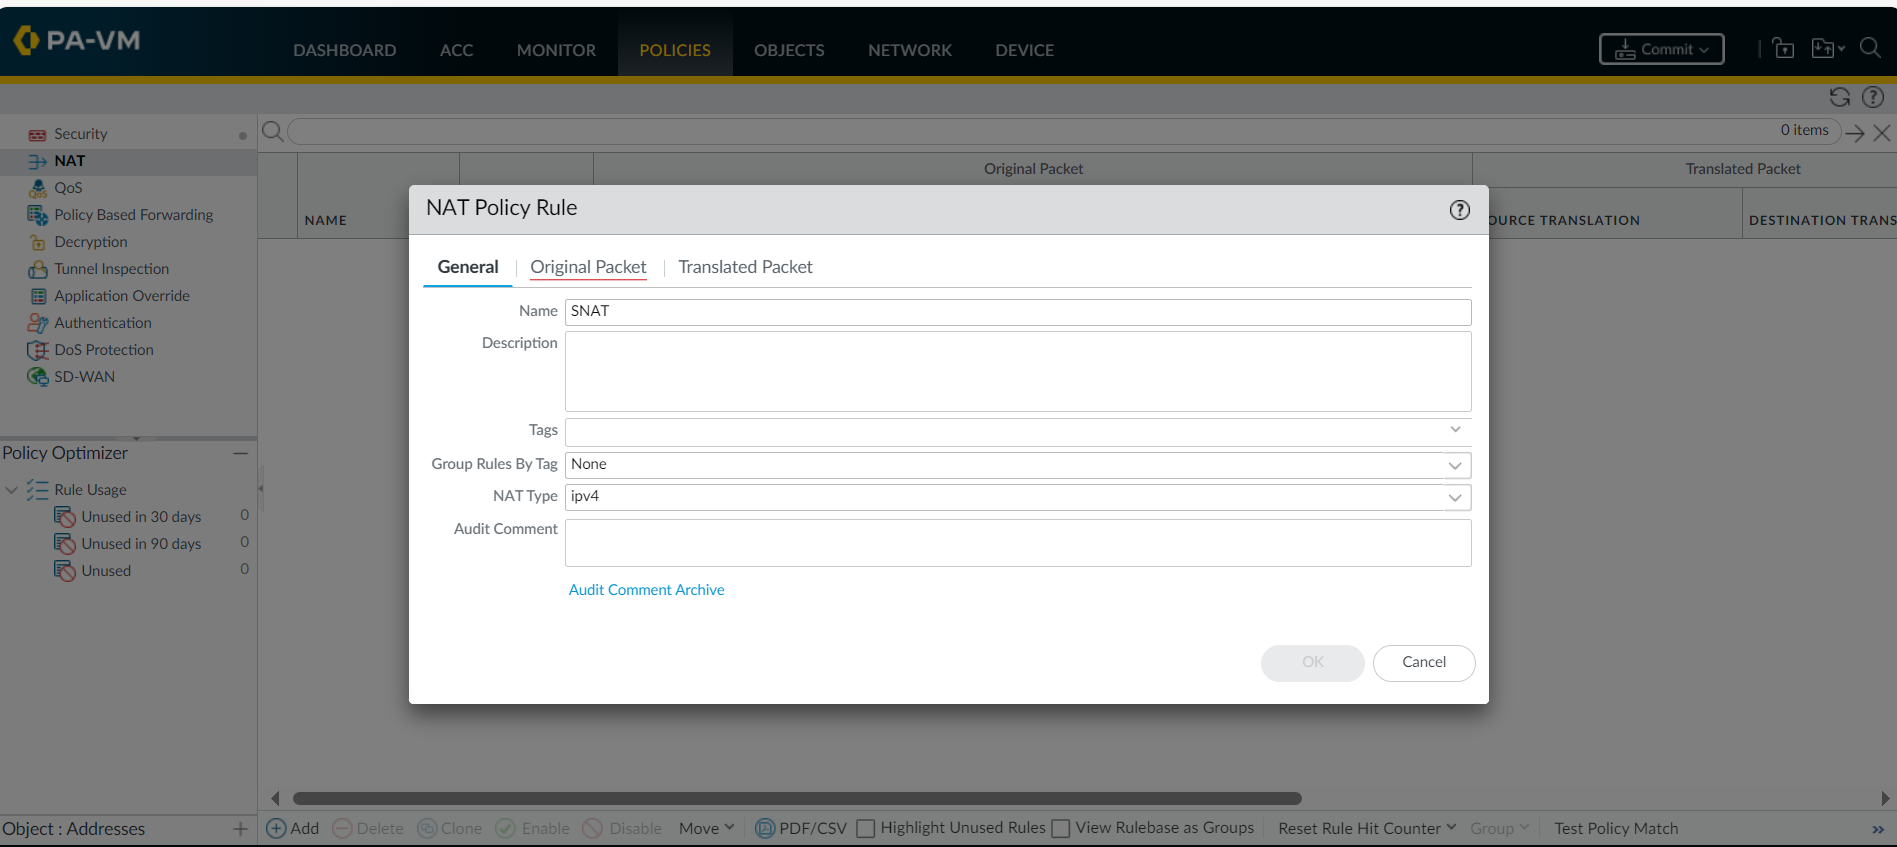 PA-VM
DASHBOARD ACC MONITOR POLICIES OBJECTS NETWORK DEVICE
Commit
Security
NAT
QoS
Policy Based Forwarding
Decryption
Tunnel Inspection
Application Override
Authentication
DoS Protection
SD-WAN
Policy Optimizer
Rule Usage
Unused in 30 days 0
Unused in 90 days 0
Unused 0
Object : Addresses
0 items
Original Packet Translated Packet
NAME OURCE TRANSLATION DESTINATION TRANS
NAT Policy Rule
General Original Packet Translated Packet
Name SNAT
Description
Tags
Group Rules By Tag None
NAT Type ipv4
Audit Comment
Audit Comment Archive
OK Cancel
Add Delete Clone Enable Disable Move PDF/CSV Highlight Unused Rules View Rulebase as Groups Reset Rule Hit Counter Group Test Policy Match